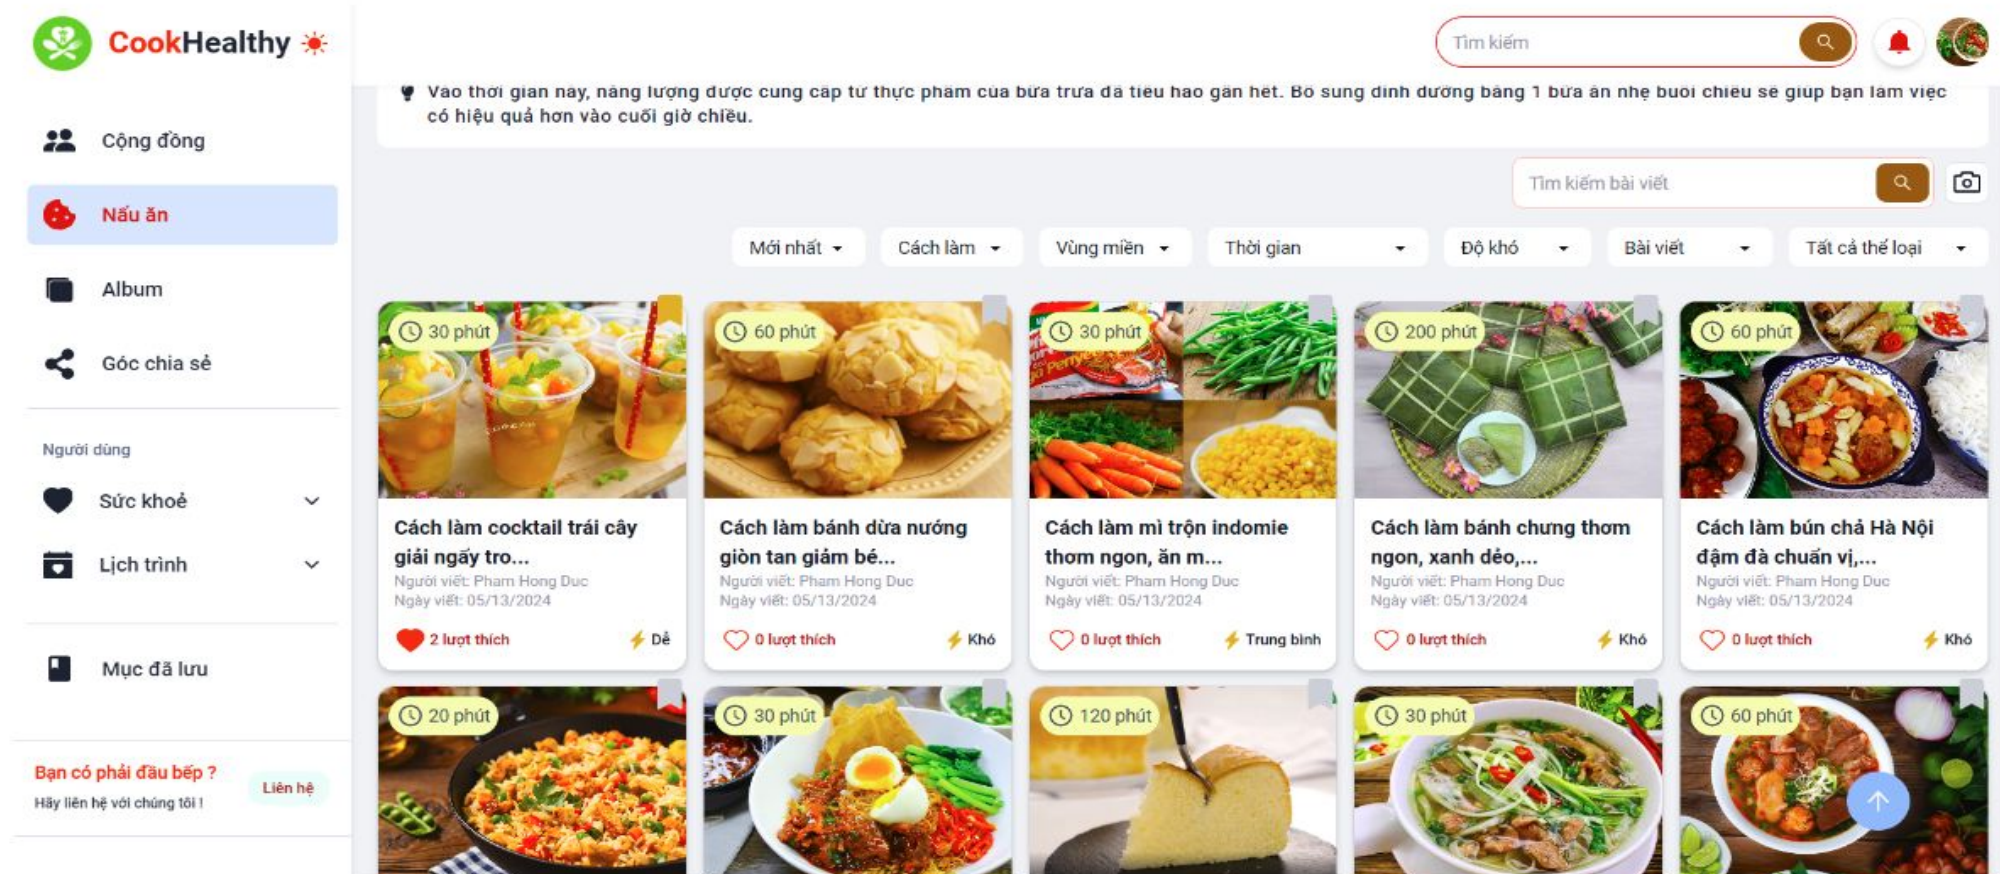 CookHealthy
Tìm kiếm
Cộng đồng
Nấu ăn
Album
Góc chia sẻ
Người dùng
Sức khoẻ
Lịch trình
Mục đã lưu
Bạn có phải đầu bếp ?
Hãy liên hệ với chúng tôi !
Liên hệ
Vào thời gian này, năng lượng được cung cấp từ thực phẩm của bữa trưa đã tiêu hao gần hết. Bổ sung dinh dưỡng bằng 1 bữa ăn nhẹ buổi chiều sẽ giúp bạn làm việc
có hiệu quả hơn vào cuối giờ chiều.
Tìm kiếm bài viết
Mới nhất
Cách làm
Vùng miền
Thời gian
Độ khó
Bài viết
Tất cả thể loại
30 phút
Cách làm cocktail trái cây
giải ngấy tro...
Người viết: Pham Hong Duc
Ngày viết: 05/13/2024
2 lượt thích
Dễ
60 phút
Cách làm bánh dừa nướng
giòn tan giảm bé...
Người viết: Pham Hong Duc
Ngày viết: 05/13/2024
0 lượt thích
Khó
30 phút
Cách làm mì trộn indomie
thơm ngon, ăn m...
Người viết: Pham Hong Duc
Ngày viết: 05/13/2024
0 lượt thích
Trung bình
200 phút
Cách làm bánh chưng thơm
ngon, xanh dẻo,...
Người viết: Pham Hong Duc
Ngày viết: 05/13/2024
0 lượt thích
Khó
60 phút
Cách làm bún chả Hà Nội
đậm đà chuẩn vị,...
Người viết: Pham Hong Duc
Ngày viết: 05/13/2024
0 lượt thích
Khó
20 phút
30 phút
120 phút
30 phút
60 phút